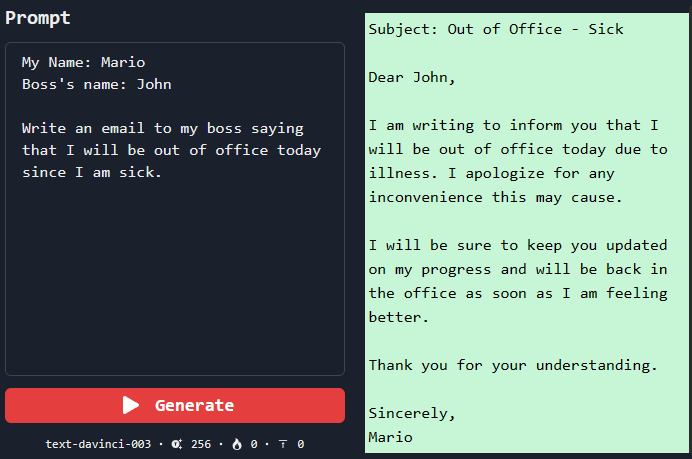 Prompt
My Name: Mario
Boss's name: John
Write an email to my boss saying
that I will be out of office today
since I am sick.
Generate
text-davinci-003 · 256 · 0 · 0
Subject: Out of Office - Sick
Dear John,
I am writing to inform you that I
will be out of office today due to
illness. I apologize for any
inconvenience this may cause.
I will be sure to keep you updated
on my progress and will be back in
the office as soon as I am feeling
better.
Thank you for your understanding.
Sincerely,
Mario